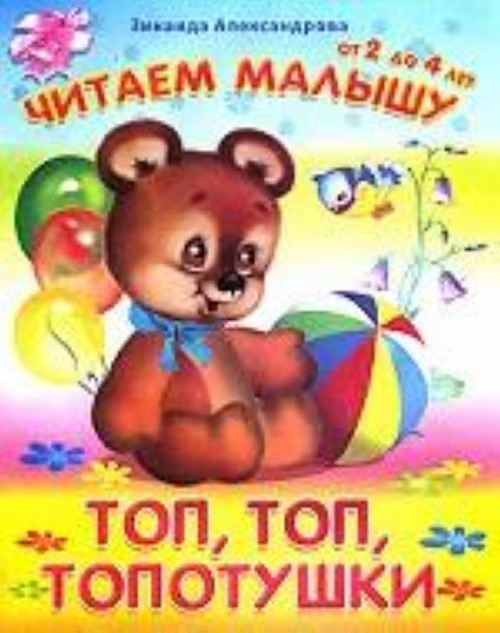 Зинаида Александрова
ЧИТАЕМ МАЛЫШУ
от 2 до 4 лет
ТОП, ТОП,
ТОПОТУШКИ